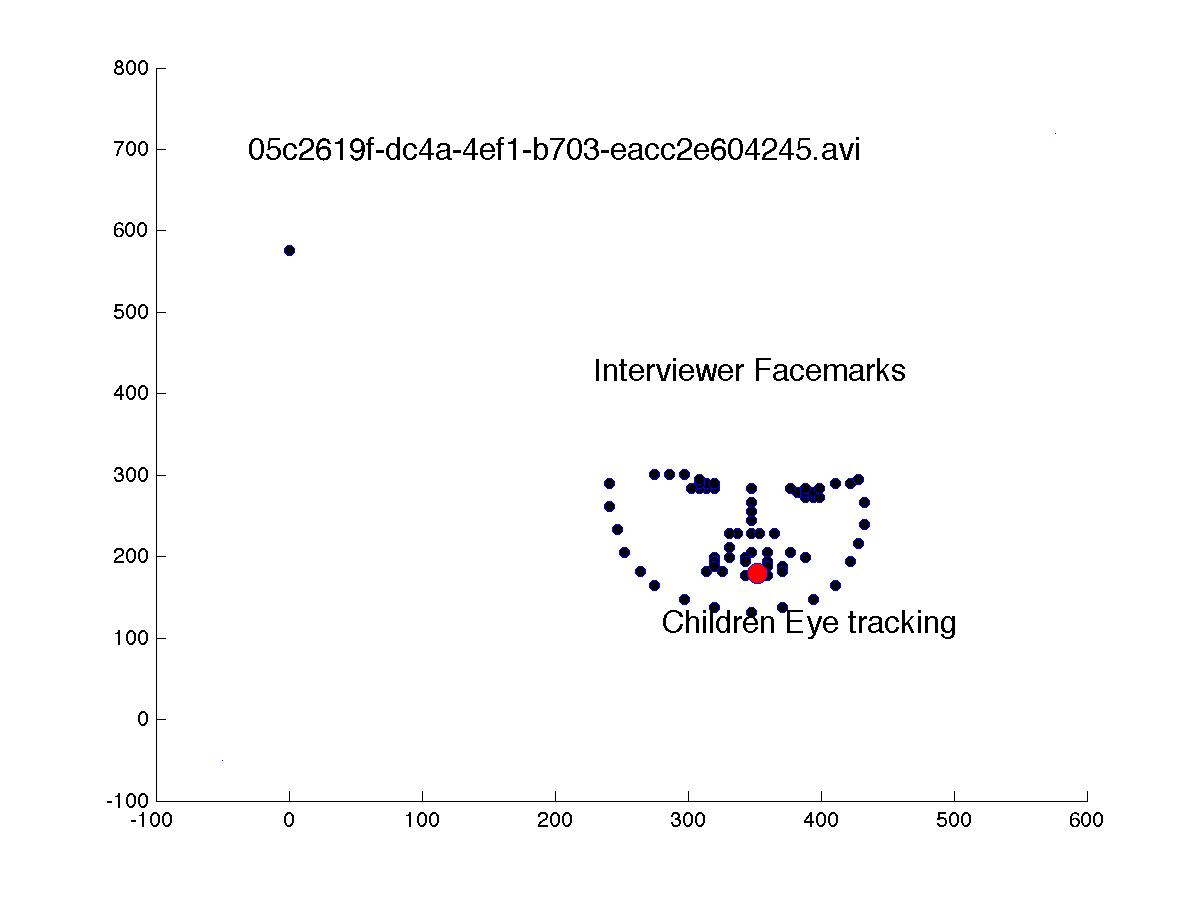 800
700
05c2619f-dc4a-4ef1-b703-eacc2e604245.avi
600
500
Interviewer Facemarks
400
300
200
Children Eye tracking
100
0
-100
-100 0 100 200 300 400 500 600